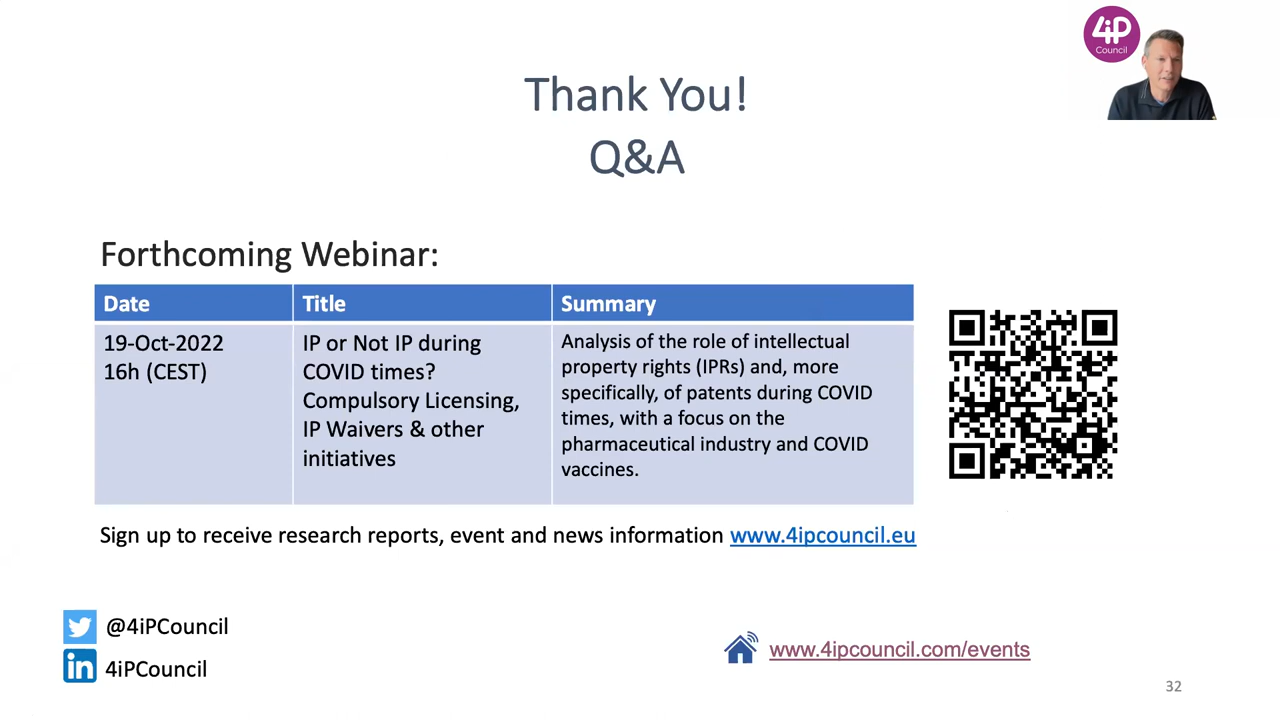 4iP
Council
Thank You!
Q&A
Forthcoming Webinar:
Date
Title
Summary
19-Oct-2022
16h (CEST)
IP or Not IP during
COVID times?
Compulsory Licensing,
IP Waivers & other
initiatives
Analysis of the role of intellectual
property rights (IPRs) and, more
specifically, of patents during COVID
times, with a focus on the
pharmaceutical industry and COVID
vaccines.
Sign up to receive research reports, event and news information www.4ipcouncil.eu
@4iPCouncil
in 4iPCouncil
www.4ipcouncil.com/events
32